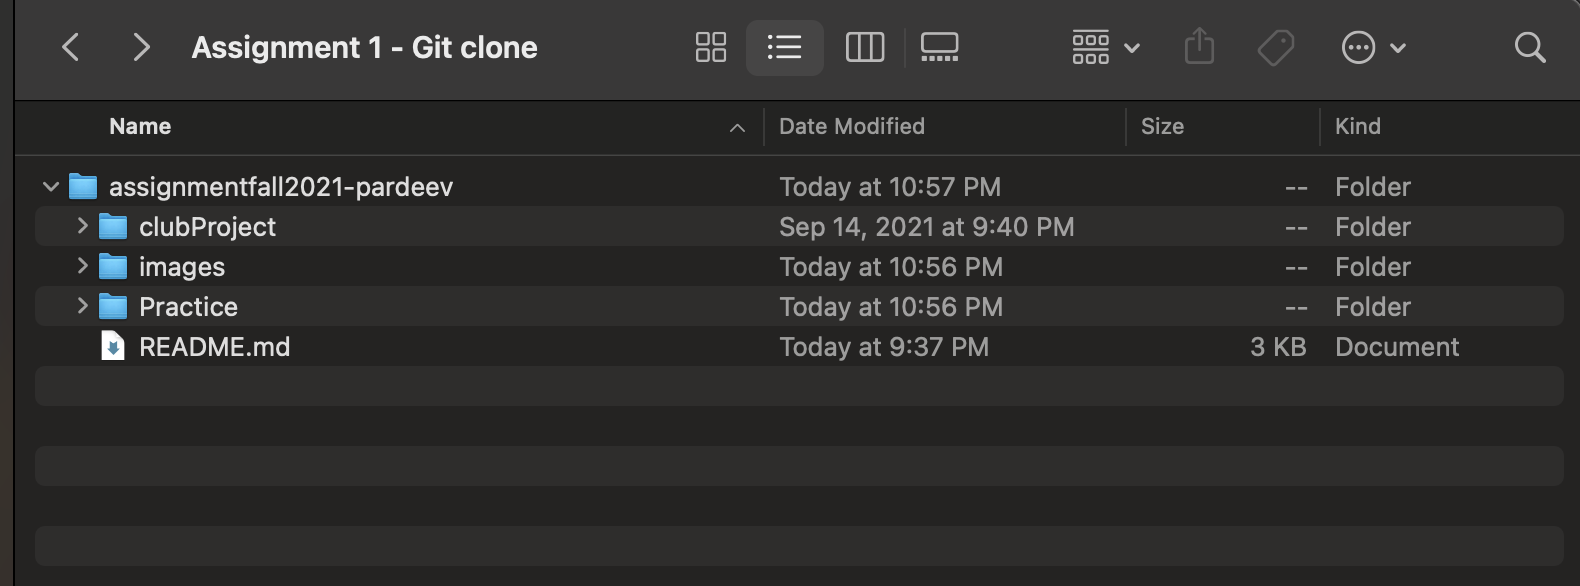 Assignment 1 - Git clone
Name Date Modified Size Kind
assignmentfall2021-pardeev Today at 10:57 PM -- Folder
clubProject Sep 14, 2021 at 9:40 PM -- Folder
images Today at 10:56 PM -- Folder
Practice Today at 10:56 PM -- Folder
README.md Today at 9:37 PM 3 KB Document